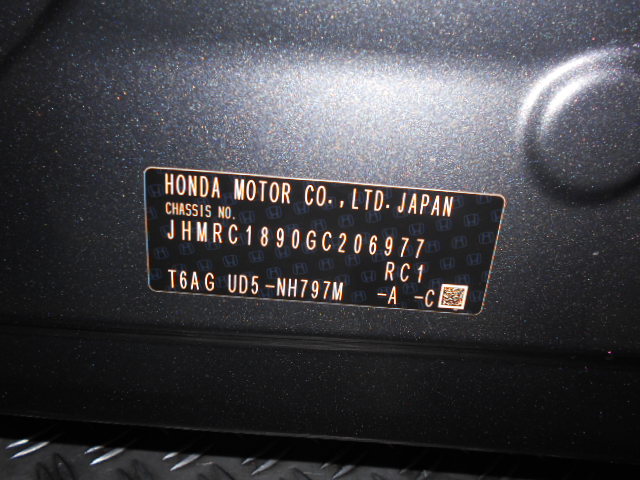 HONDA MOTOR CO.,LTD. JAPAN
CHASSIS NO.
JHMRC1890GC206977
RC1
T6AG UD5-NH797M -A -C